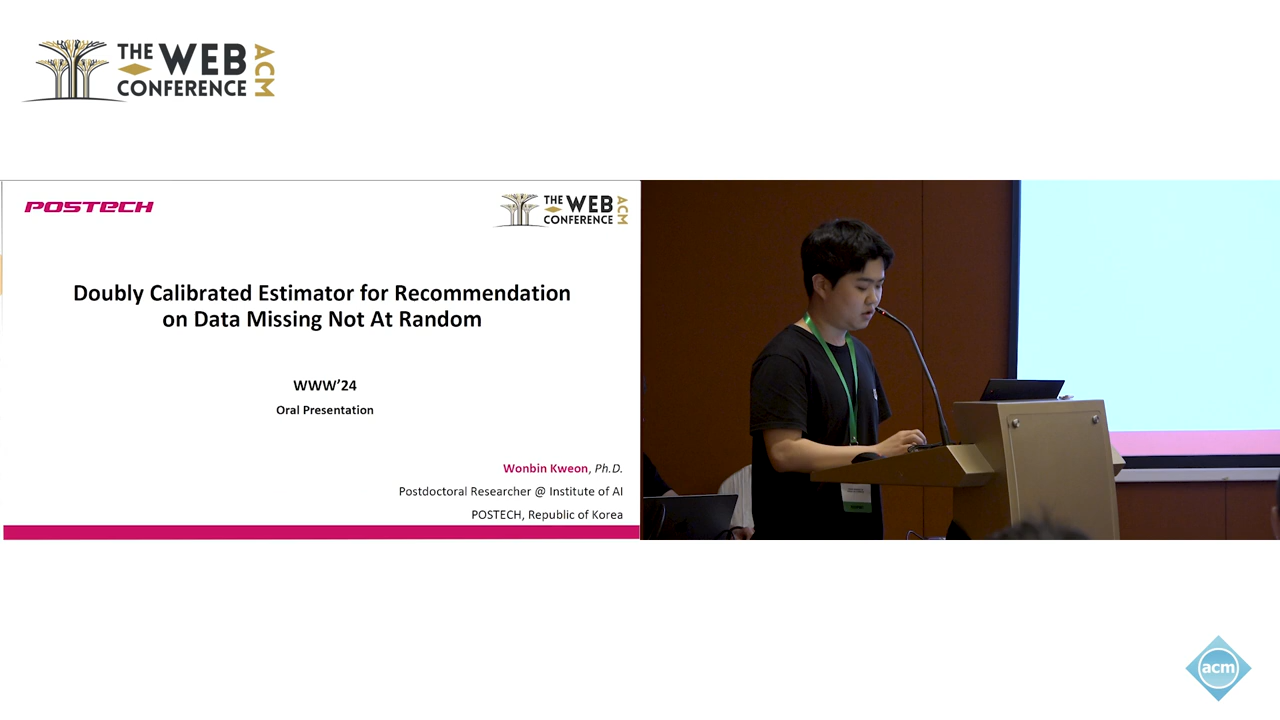 THE WEB
CONFERENCE
ACM
POSTECH
THE WEB
CONFERENCE
ACM
Doubly Calibrated Estimator for Recommendation
on Data Missing Not At Random
WWW'24
Oral Presentation
Wonbin Kweon, Ph.D.
Postdoctoral Researcher @ Institute of AI
POSTECH, Republic of Korea
acm